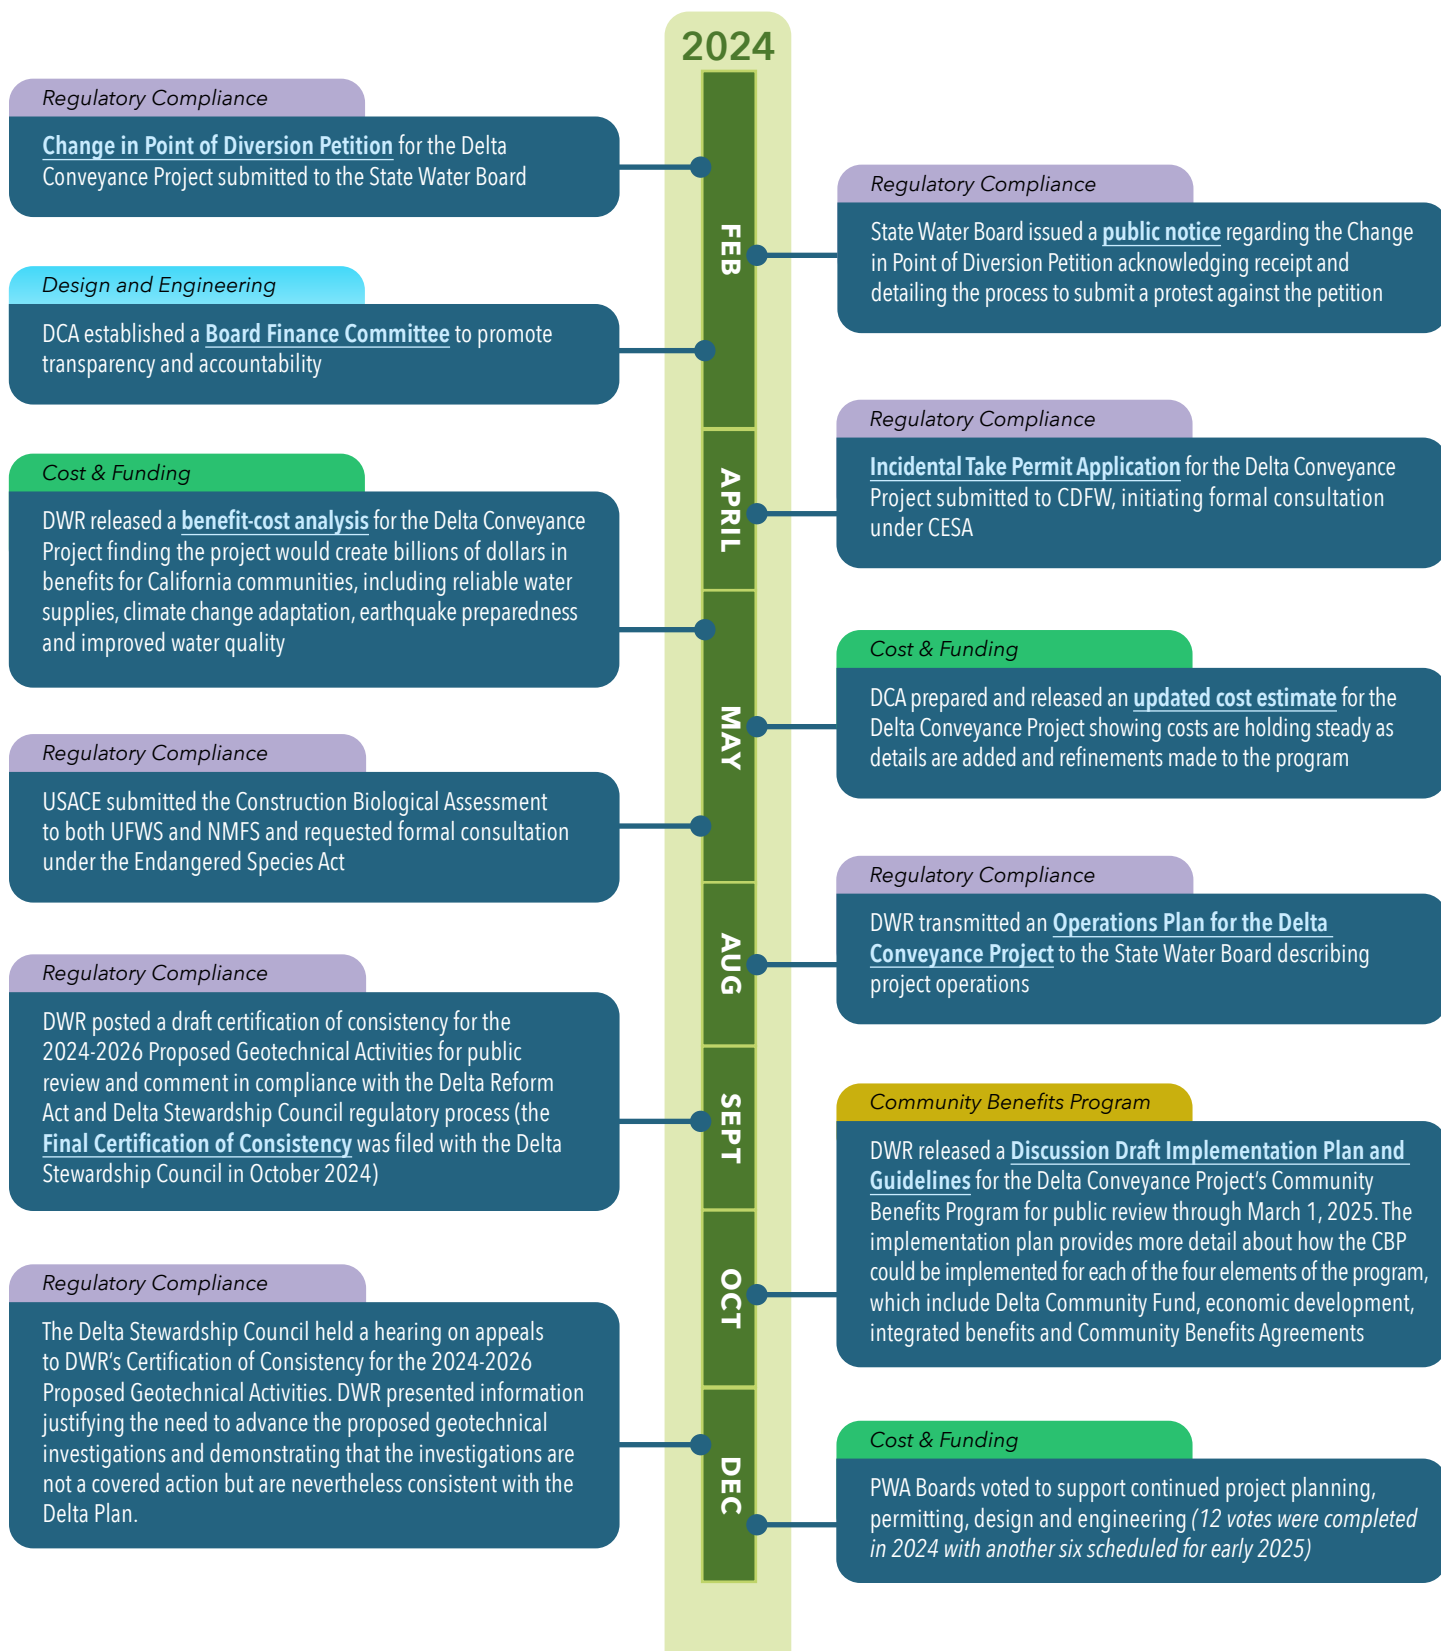 2024
Regulatory Compliance
Change in Point of Diversion Petition for the Delta
Conveyance Project submitted to the State Water Board
FEB
Regulatory Compliance
State Water Board issued a public notice regarding the Change
in Point of Diversion Petition acknowledging receipt and
detailing the process to submit a protest against the petition
Design and Engineering
DCA established a Board Finance Committee to promote
transparency and accountability
APRIL
Regulatory Compliance
Incidental Take Permit Application for the Delta Conveyance
Project submitted to CDFW, initiating formal consultation
under CESA
Cost & Funding
DWR released a benefit-cost analysis for the Delta Conveyance
Project finding the project would create billions of dollars in
benefits for California communities, including reliable water
supplies, climate change adaptation, earthquake preparedness
and improved water quality
MAY
Cost & Funding
DCA prepared and released an updated cost estimate for the
Delta Conveyance Project showing costs are holding steady as
details are added and refinements made to the program
Regulatory Compliance
USACE submitted the Construction Biological Assessment
to both UFWS and NMFS and requested formal consultation
under the Endangered Species Act
AUG
Regulatory Compliance
DWR transmitted an Operations Plan for the Delta
Conveyance Project to the State Water Board describing
project operations
Regulatory Compliance
DWR posted a draft certification of consistency for the
2024-2026 Proposed Geotechnical Activities for public
review and comment in compliance with the Delta Reform
Act and Delta Stewardship Council regulatory process (the
Final Certification of Consistency was filed with the Delta
Stewardship Council in October 2024)
SEPT
OCT
Community Benefits Program
DWR released a Discussion Draft Implementation Plan and
Guidelines for the Delta Conveyance Project's Community
Benefits Program for public review through March 1, 2025. The
implementation plan provides more detail about how the CBP
could be implemented for each of the four elements of the program,
which include Delta Community Fund, economic development,
integrated benefits and Community Benefits Agreements
Regulatory Compliance
The Delta Stewardship Council held a hearing on appeals
to DWR's Certification of Consistency for the 2024-2026
Proposed Geotechnical Activities. DWR presented information
justifying the need to advance the proposed geotechnical
investigations and demonstrating that the investigations are
not a covered action but are nevertheless consistent with the
Delta Plan.
DEC
Cost & Funding
PWA Boards voted to support continued project planning,
permitting, design and engineering (12 votes were completed
in 2024 with another six scheduled for early 2025)